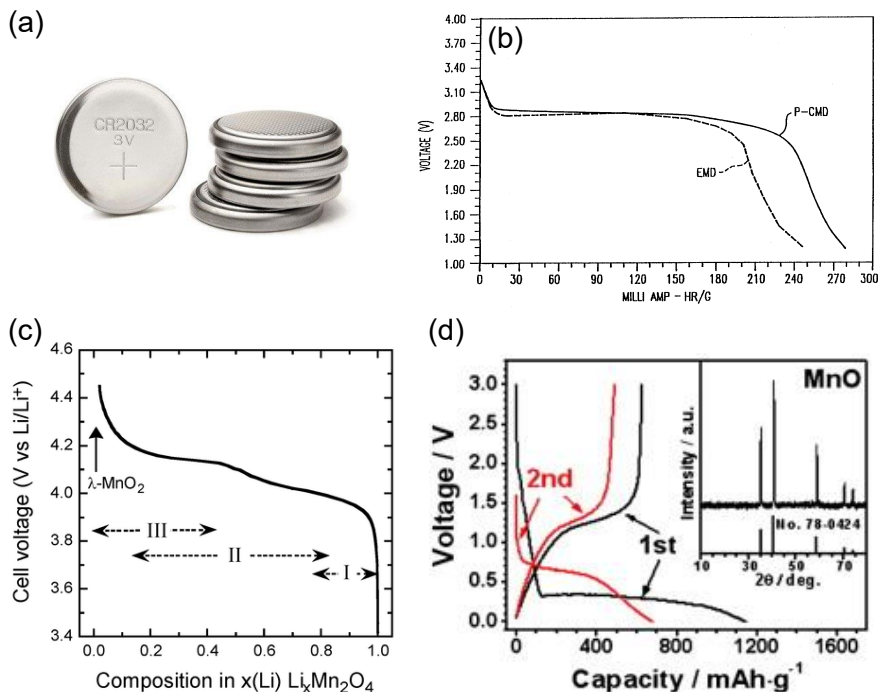 (a)
CR2032
3V
(b)
4.00
3.70
3.40
3.10
2.80
2.50
2.20
1.90
1.60
1.30
1.00
VOLTAGE (V)
P-CMD
EMD
0 30 60 90 120 150 180 210 240 270 300
MILLI AMP - HR/G
(c)
4.6
4.4
4.2
4.0
3.8
3.6
3.4
Cell voltage (V vs Li/Li⁺)
λ-MnO₂
III
II
I
0.0 0.2 0.4 0.6 0.8 1.0
Composition in x(Li) LiₓMn₂O₄
(d)
3.0
2.5
2.0
1.5
1.0
0.5
0.0
Voltage / V
2nd
1st
MnO
Intensity / a.u.
No. 78-0424
10 30 50 70
2θ / deg.
0 400 800 1200 1600
Capacity / mAh·g⁻¹